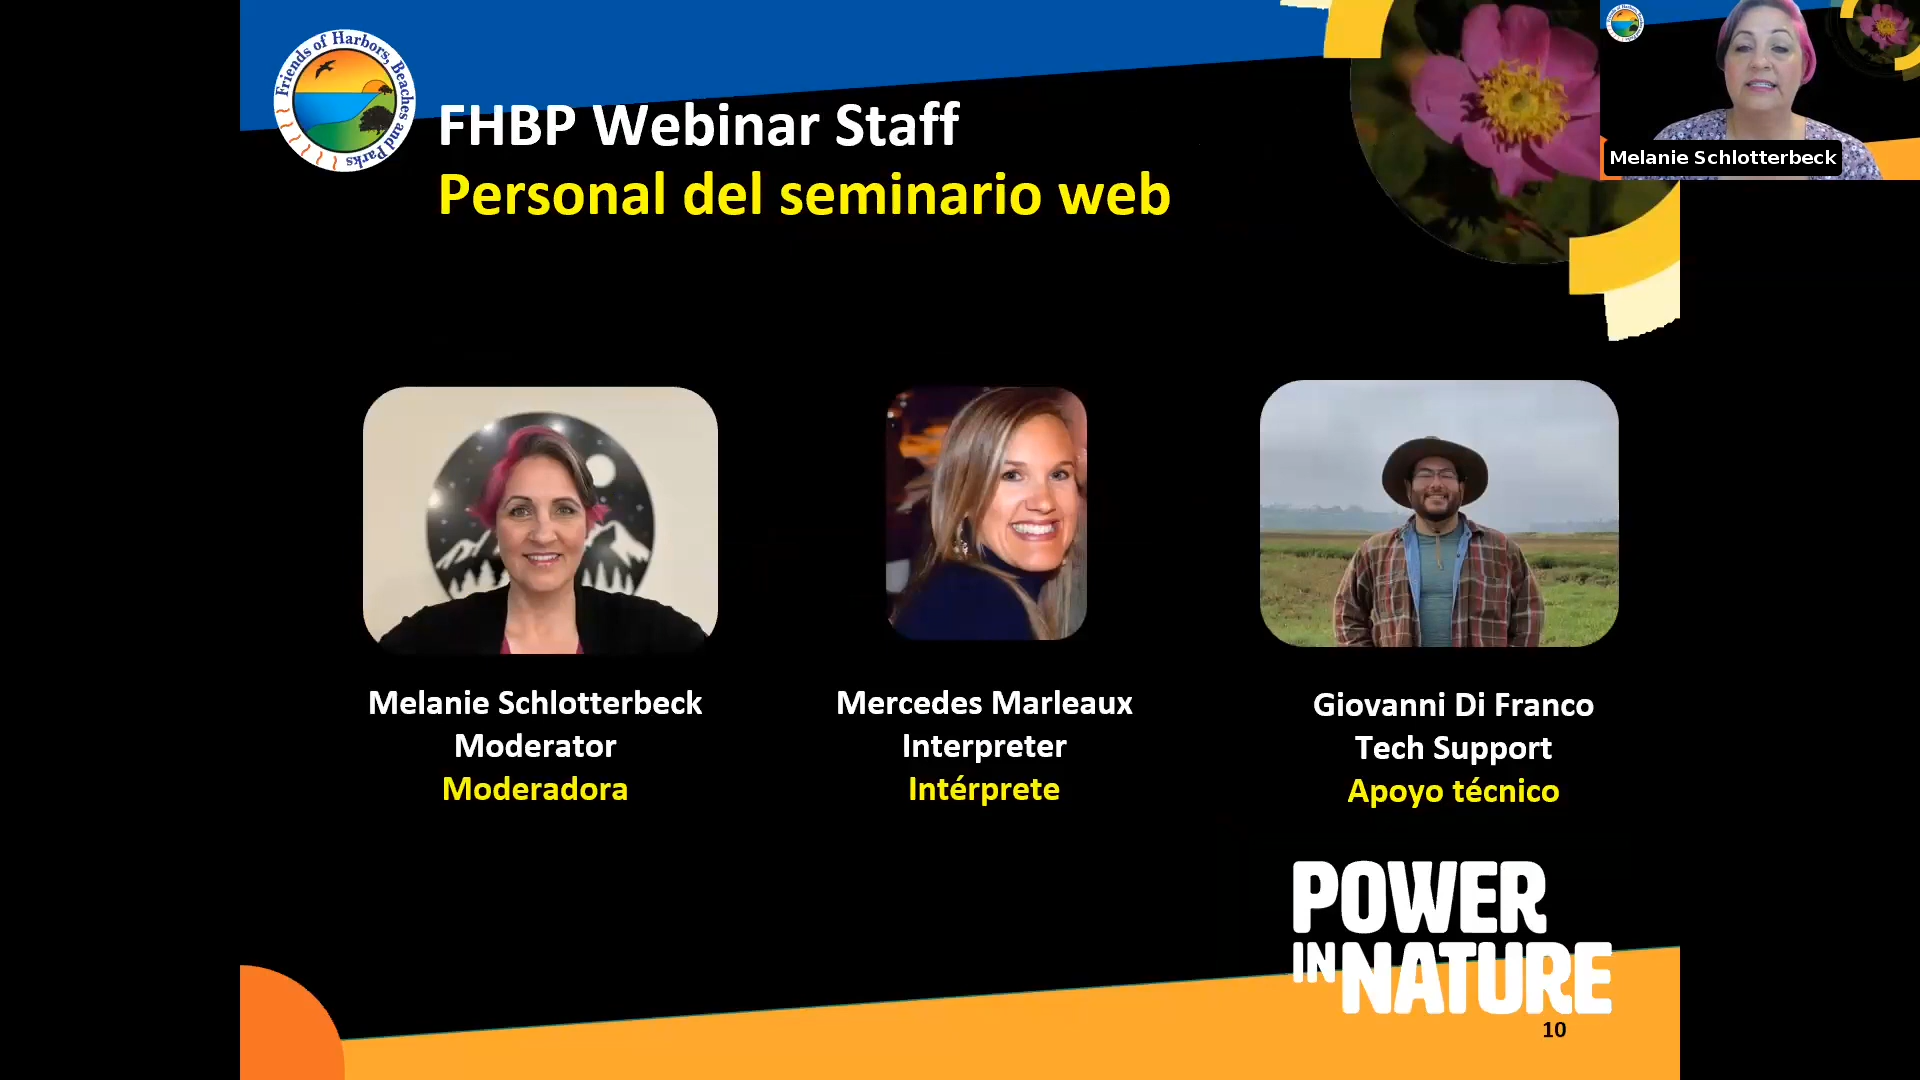 Friends of Harbors, Beaches and Parks
FHBP Webinar Staff
Personal del seminario web
Melanie Schlotterbeck
Melanie Schlotterbeck
Moderator
Moderadora
Mercedes Marleaux
Interpreter
Intérprete
Giovanni Di Franco
Tech Support
Apoyo técnico
POWER
IN NATURE
10